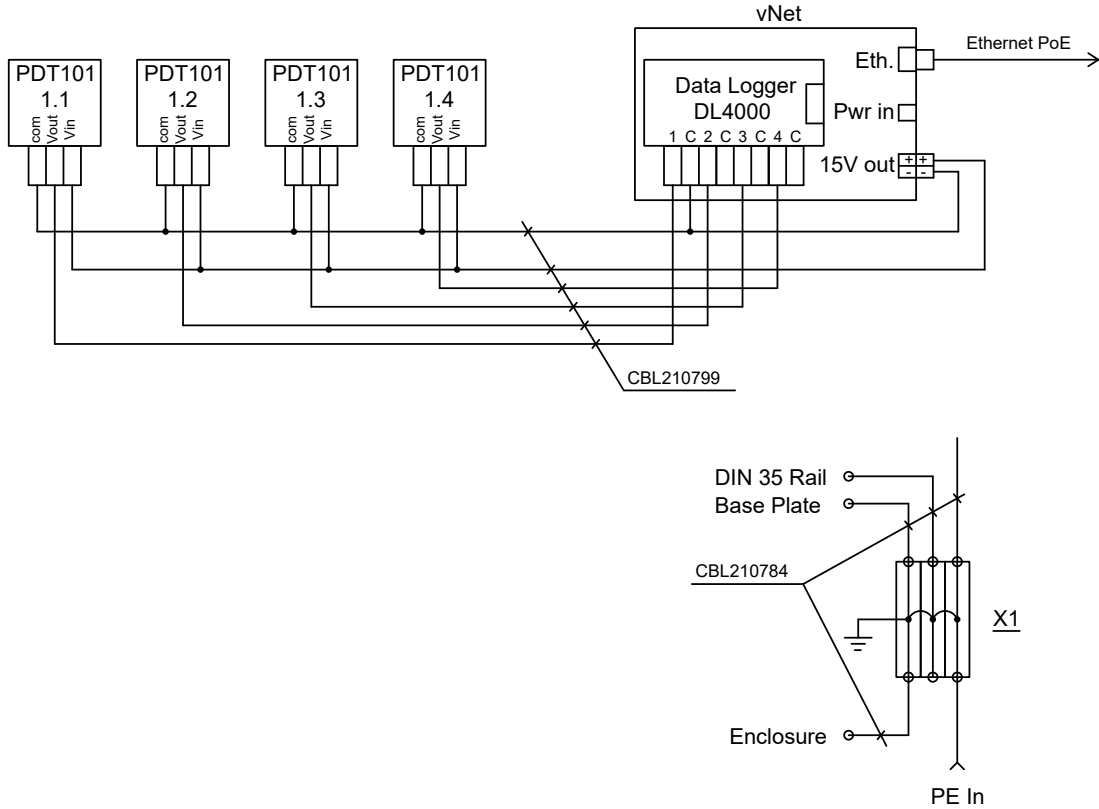 vNet
PDT101
1.1
com
Vout
Vin
PDT101
1.2
com
Vout
Vin
PDT101
1.3
com
Vout
Vin
PDT101
1.4
com
Vout
Vin
Data Logger
DL4000
1 C 2 C 3 C 4 C
Eth.
Ethernet PoE
Pwr in
15V out
+ +
- -
CBL210799
DIN 35 Rail
Base Plate
CBL210784
X1
Enclosure
PE In